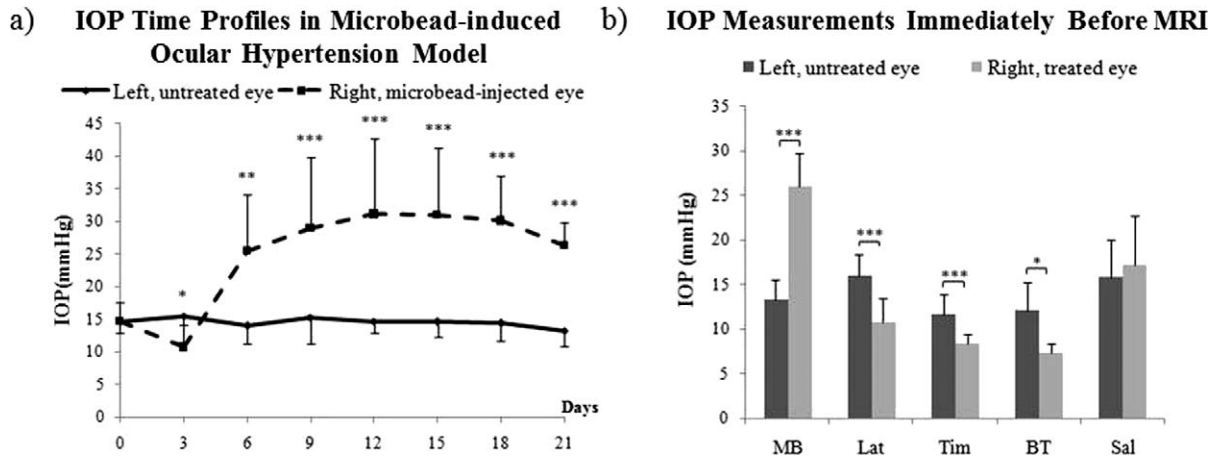 a) IOP Time Profiles in Microbead-induced
Ocular Hypertension Model
Left, untreated eye Right, microbead-injected eye
IOP(mmHg)
45
40
35
30
25
20
15
10
5
0
*
**
***
***
***
***
***
Days
0 3 6 9 12 15 18 21
b) IOP Measurements Immediately Before MRI
Left, untreated eye Right, treated eye
IOP (mmHg)
35
30
25
20
15
10
5
0
***
***
***
*
MB Lat Tim BT Sal